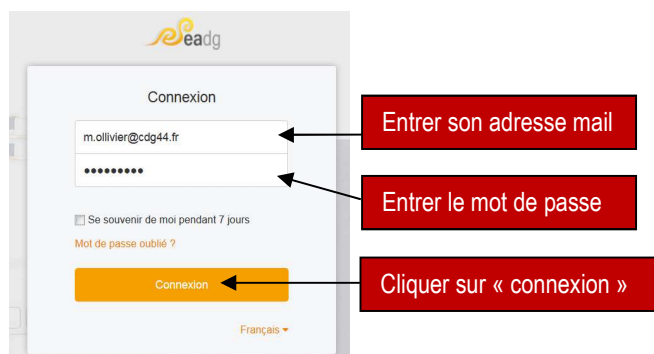 eadg
Connexion
m.ollivier@cdg44.fr
Entrer son adresse mail
•••••••••
Entrer le mot de passe
Se souvenir de moi pendant 7 jours
Mot de passe oublié ?
Connexion
Cliquer sur « connexion »
Français